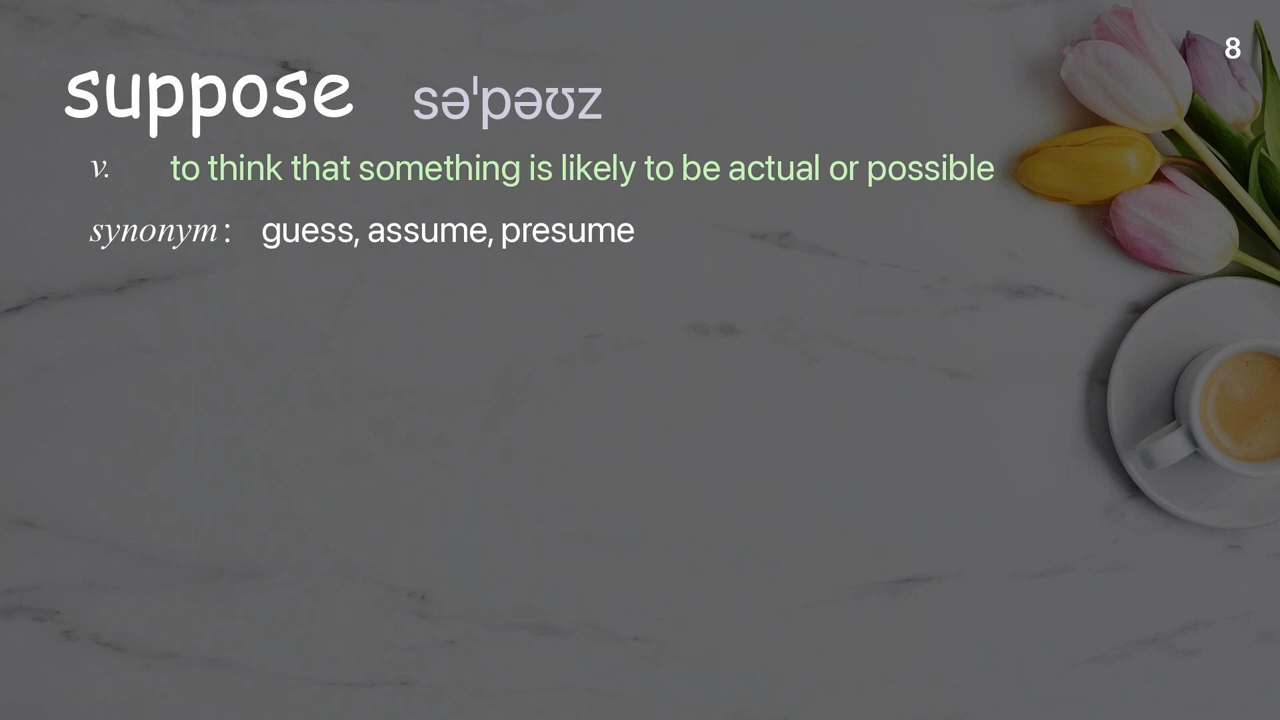 8
suppose səˈpəʊz
v. to think that something is likely to be actual or possible
synonym : guess, assume, presume